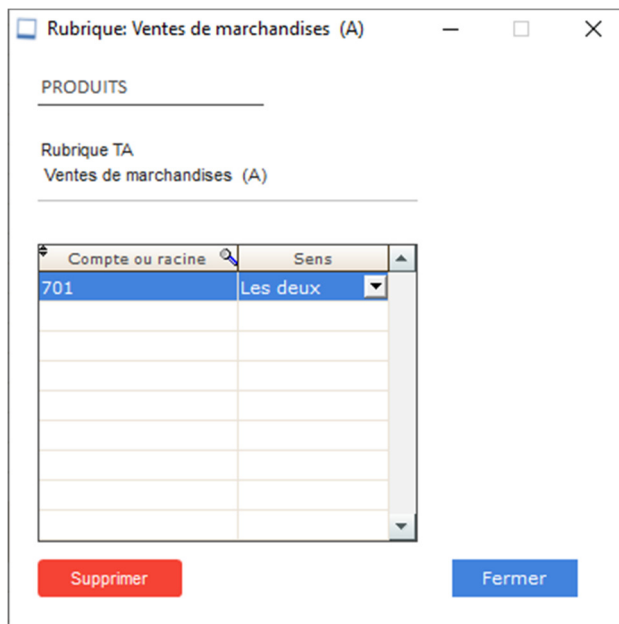 Rubrique: Ventes de marchandises (A)
PRODUITS
Rubrique TA
Ventes de marchandises (A)
Compte ou racine Sens
701 Les deux
Supprimer Fermer